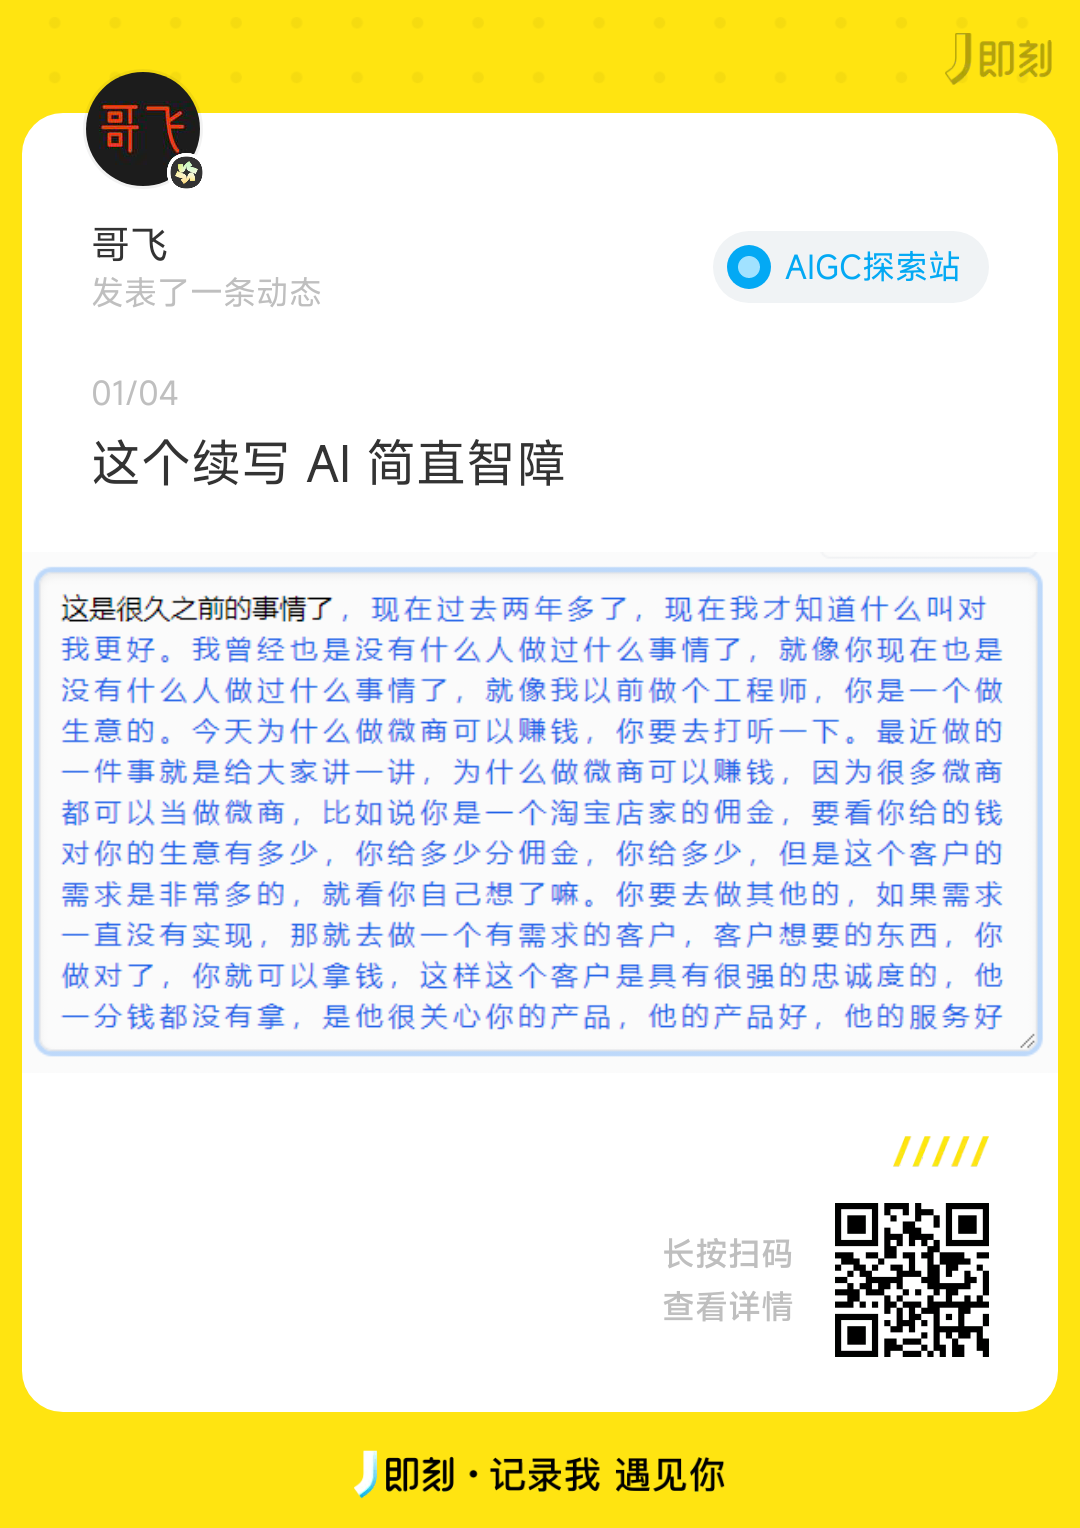 即刻
哥飞
哥飞
发表了一条动态
AIGC探索站
01/04
这个续写 AI 简直智障
这是很久之前的事情了，现在过去两年多了，现在我才知道什么叫对
我更好。我曾经也是没有什么人做过什么事情了，就像你现在也是
没有什么人做过什么事情了，就像我以前做个工程师，你是一个做
生意的。今天为什么做微商可以赚钱，你要去打听一下。最近做的
一件事就是给大家讲一讲，为什么做微商可以赚钱，因为很多微商
都可以当做微商，比如说你是一个淘宝店家的佣金，要看你给的钱
对你的生意有多少，你给多少分佣金，你给多少，但是这个客户的
需求是非常多的，就看你自己想了嘛。你要去做其他的，如果需求
一直没有实现，那就去做一个有需求的客户，客户想要的东西，你
做对了，你就可以拿钱，这样这个客户是具有很强的忠诚度的，他
一分钱都没有拿，是他很关心你的产品，他的产品好，他的服务好
长按扫码
查看详情
即刻·记录我 遇见你